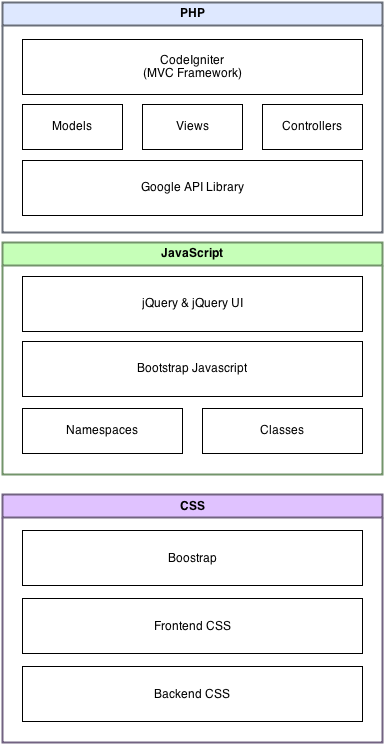 PHP
CodeIgniter
(MVC Framework)
Models
Views
Controllers
Google API Library
JavaScript
jQuery & jQuery UI
Bootstrap Javascript
Namespaces
Classes
CSS
Boostrap
Frontend CSS
Backend CSS